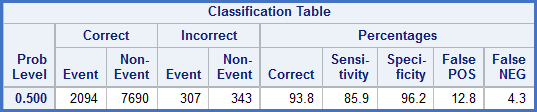 Classification Table
Correct Incorrect Percentages
Prob Level Event Non-Event Event Non-Event Correct Sensi-tivity Speci-ficity False POS False NEG
0.500 2094 7690 307 343 93.8 85.9 96.2 12.8 4.3